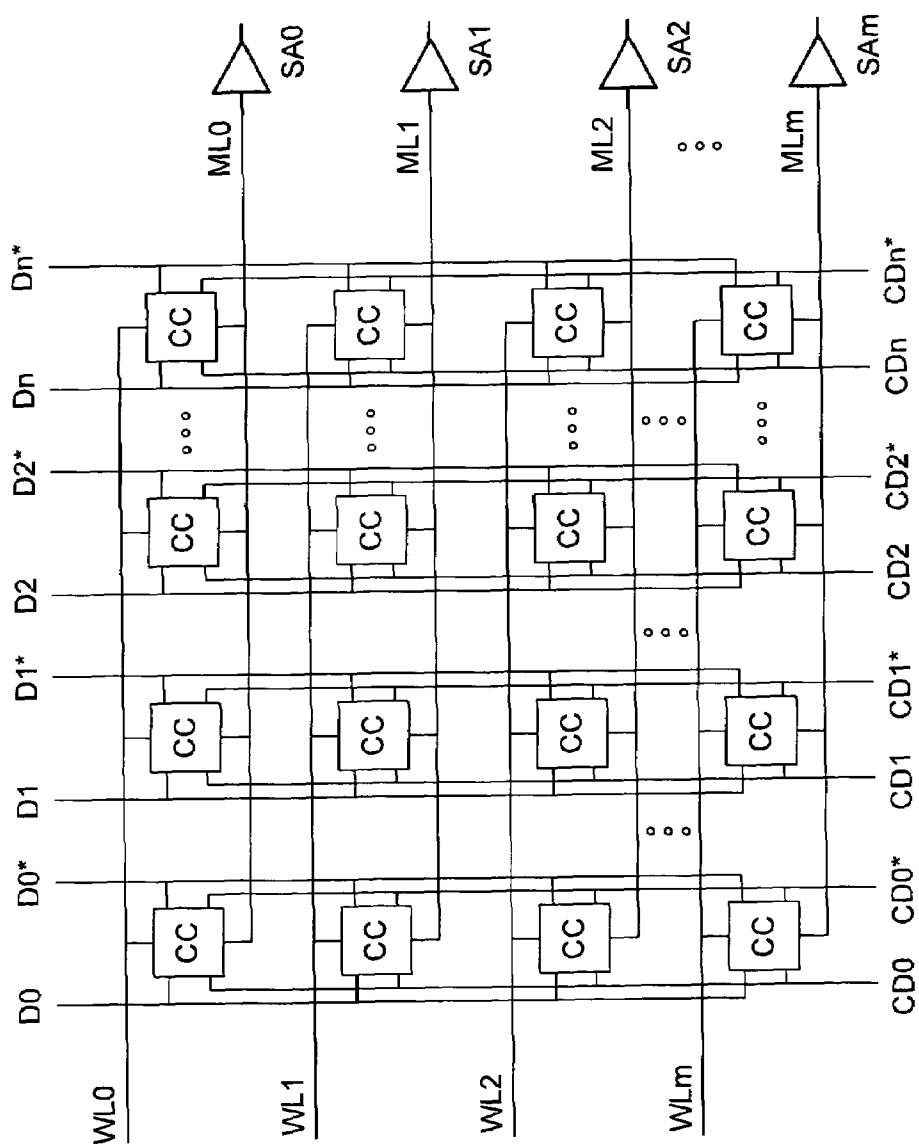 D0 D0* D1 D1* D2 D2* Dn Dn*
WL0 CC CC CC CC ML0 SA0
WL1 CC CC CC CC ML1 SA1
WL2 CC CC CC CC ML2 SA2
WLm CC CC CC CC MLm SAm
CD0 CD0* CD1 CD1* CD2 CD2* CDn CDn*